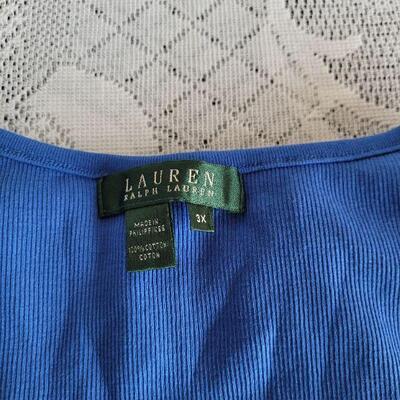 LAUREN
RALPH LAUREN
MADE IN
PHILIPPINES
3X
100% COTTON
COTON